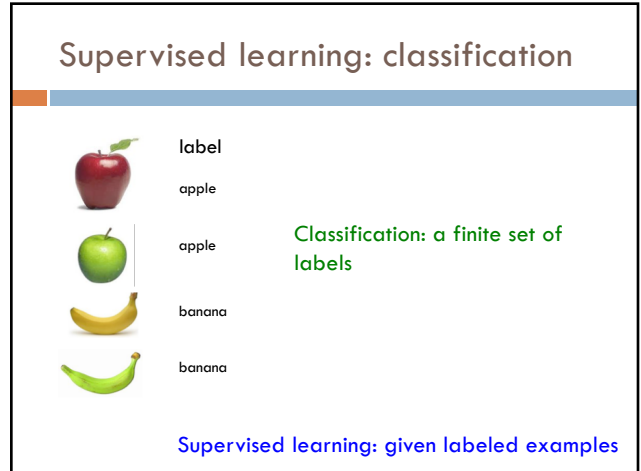 Supervised learning: classification
label
apple
apple
Classification: a finite set of
labels
banana
banana
Supervised learning: given labeled examples